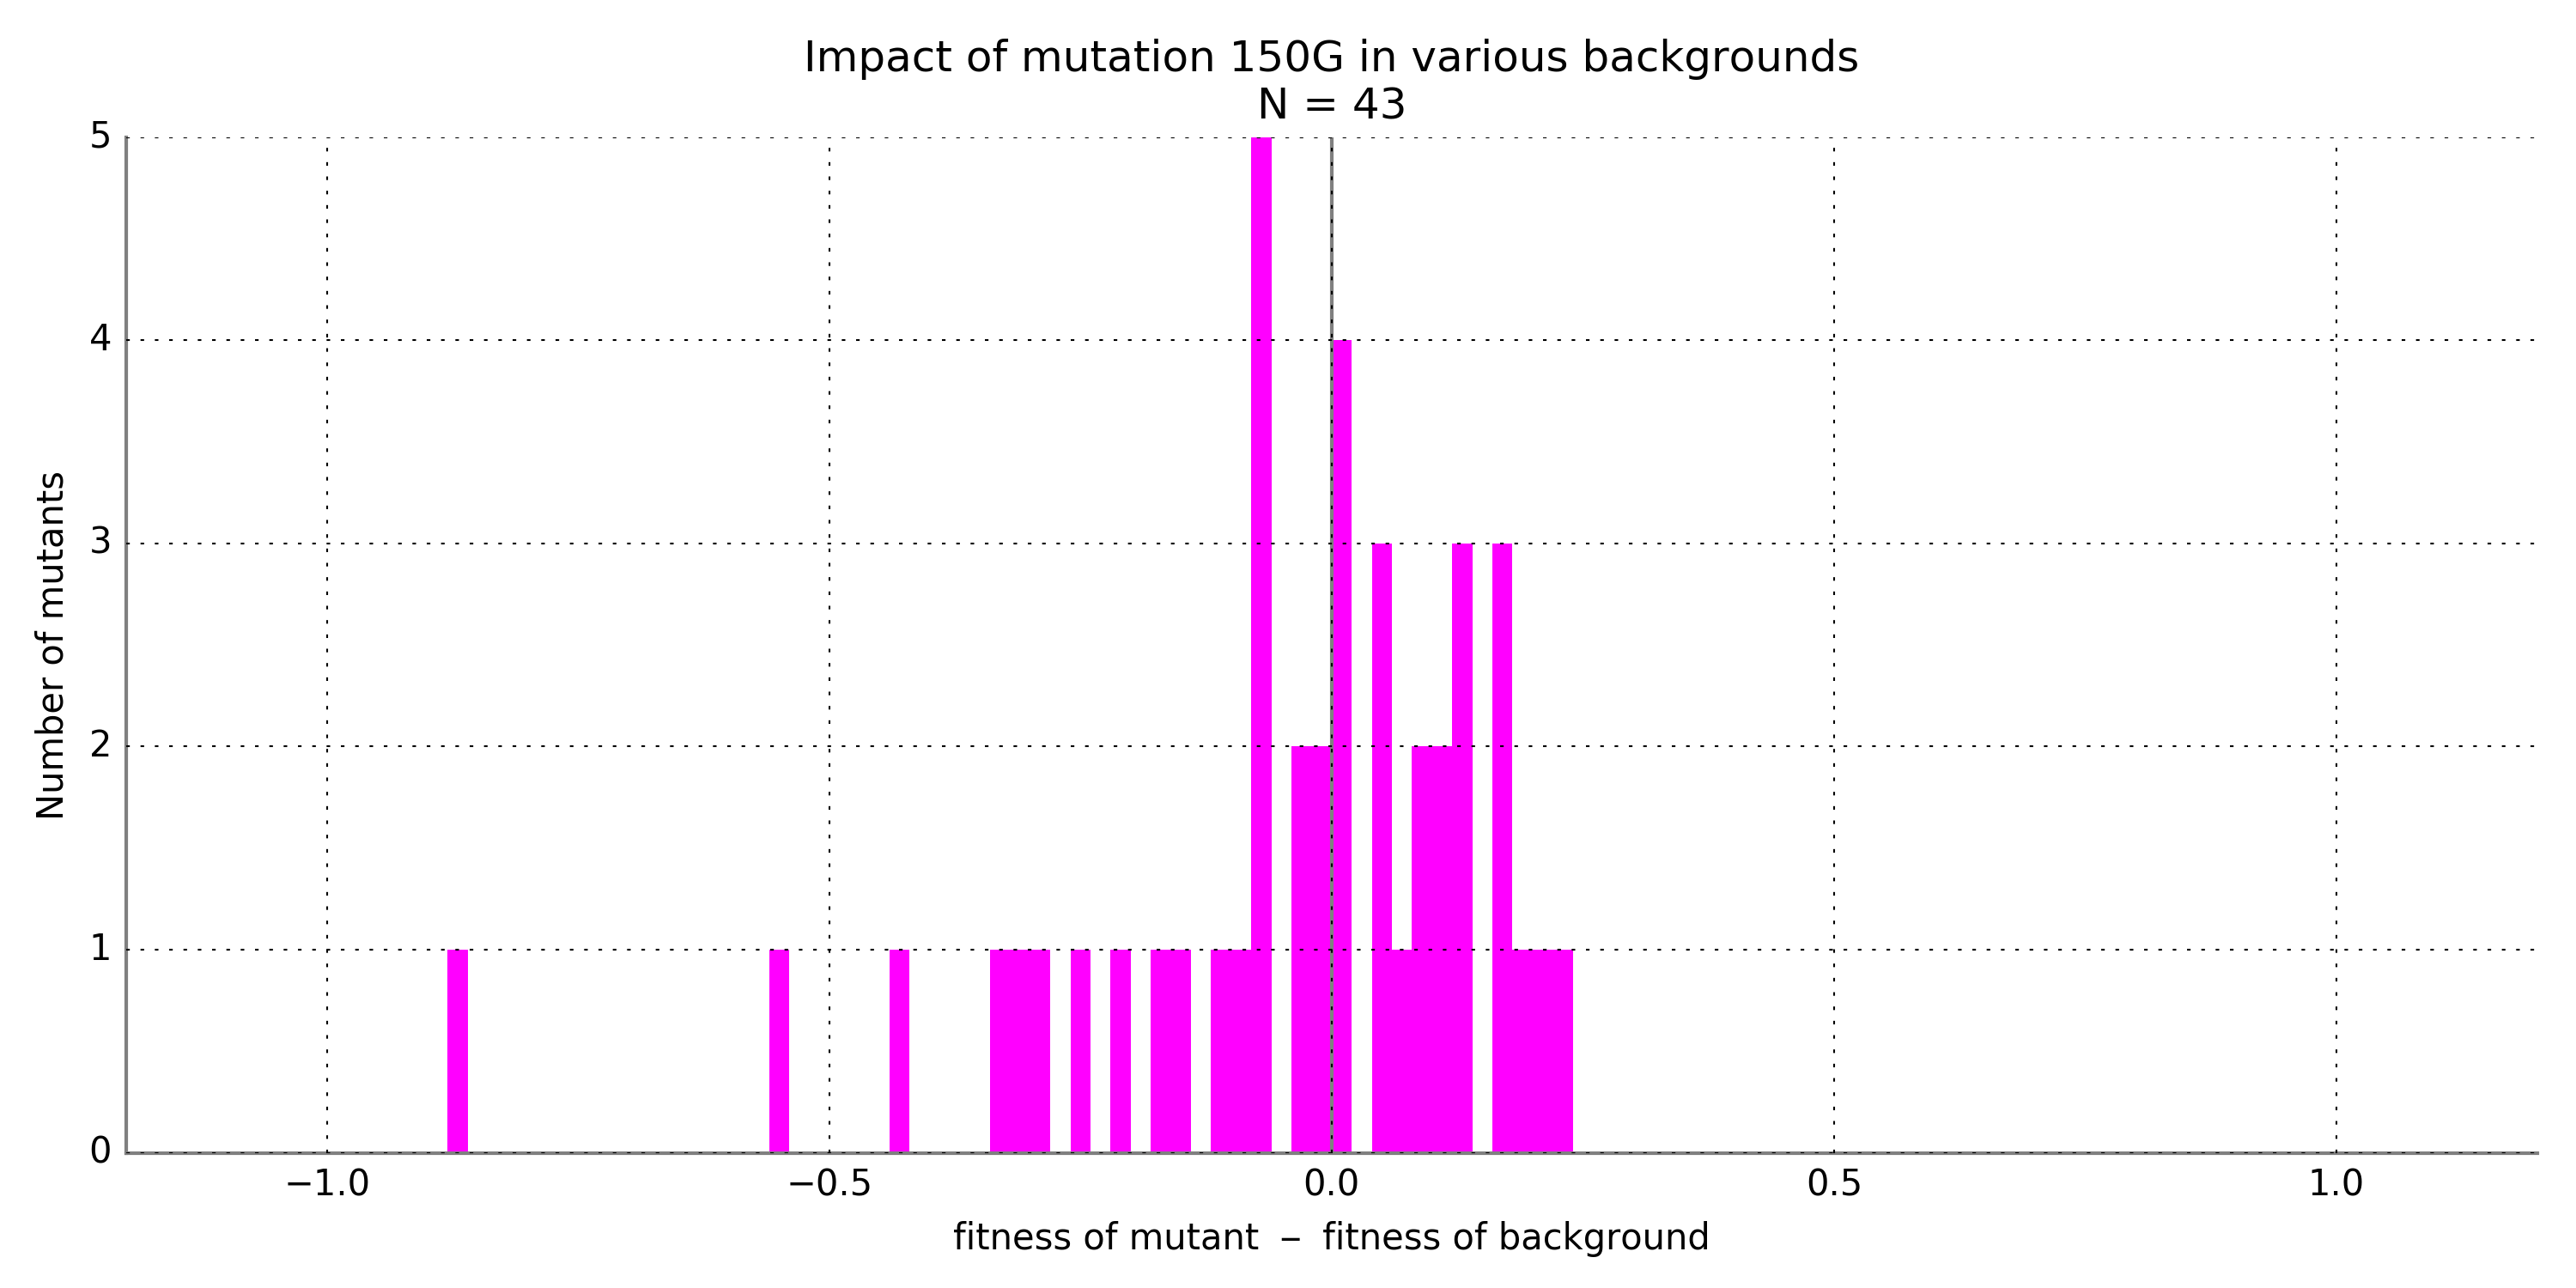 Impact of mutation 150G in various backgrounds
N = 43
5
4
3
2
1
0
Number of mutants
−1.0 −0.5 0.0 0.5 1.0
fitness of mutant – fitness of background